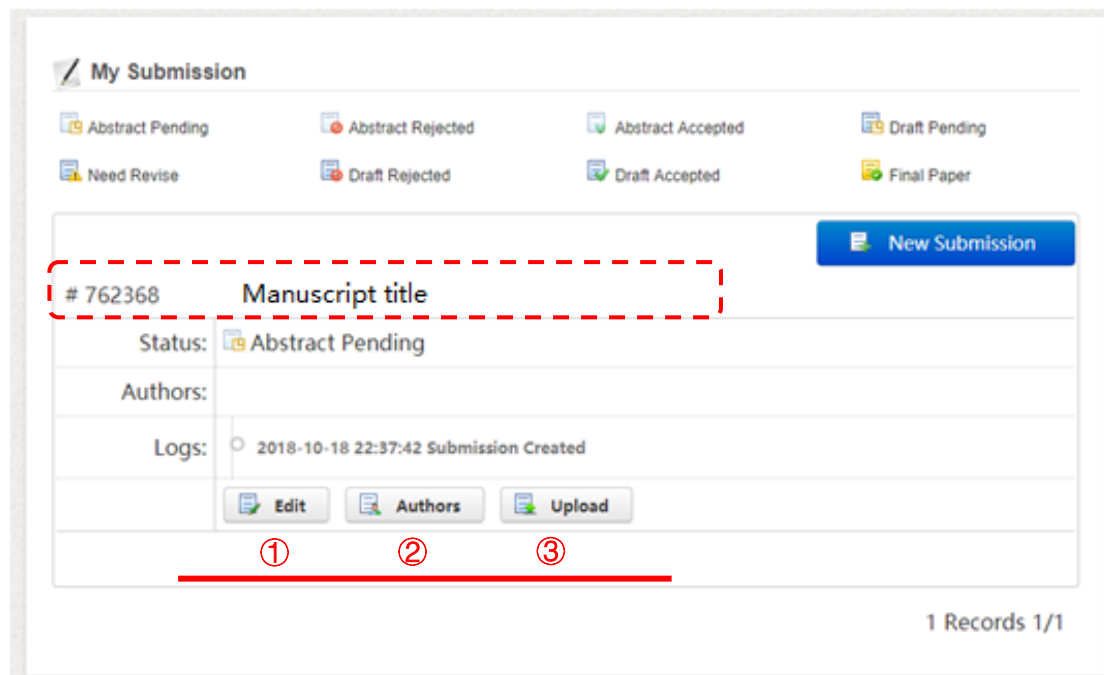 My Submission
Abstract Pending Abstract Rejected Abstract Accepted Draft Pending
Need Revise Draft Rejected Draft Accepted Final Paper
New Submission
# 762368 Manuscript title
Status: Abstract Pending
Authors:
Logs: 2018-10-18 22:37:42 Submission Created
Edit Authors Upload
① ② ③
1 Records 1/1